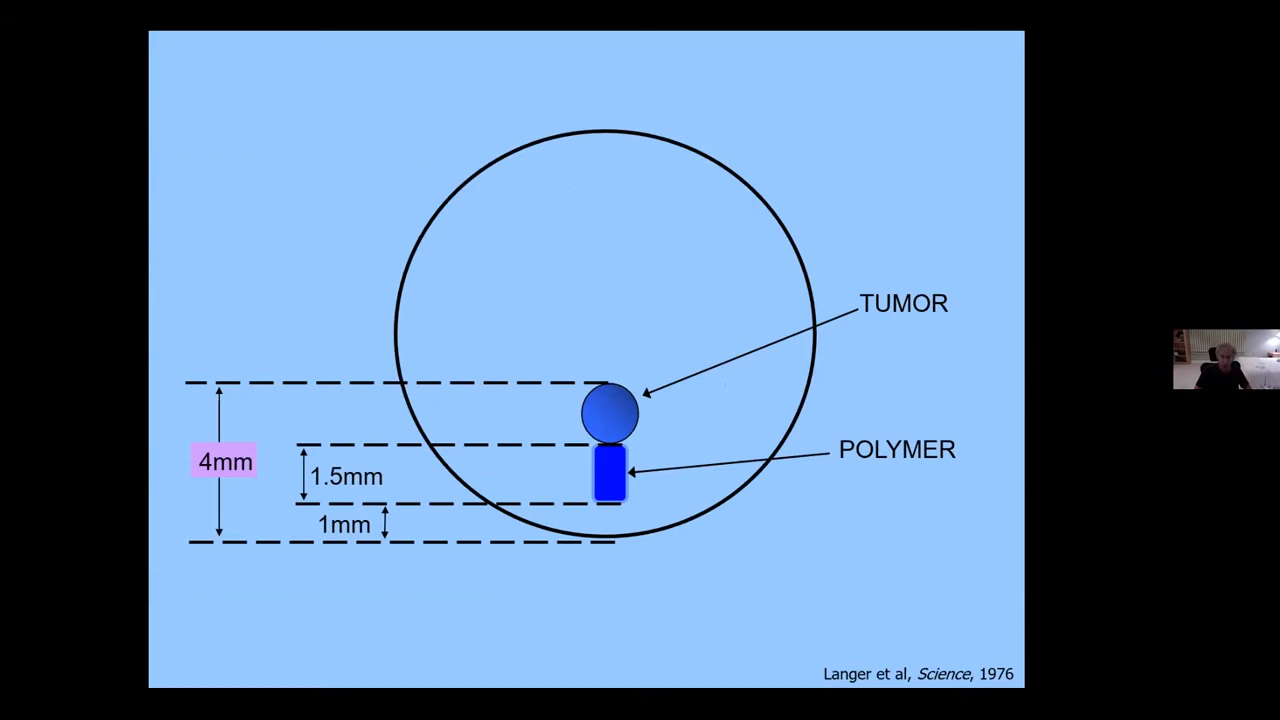 TUMOR
POLYMER
4mm
1.5mm
1mm
Langer et al, Science, 1976